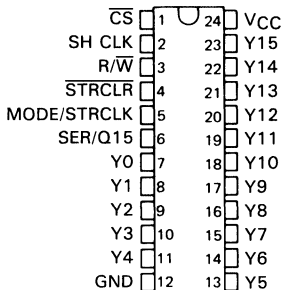 C̅S̅ 1 24 VCC
SH CLK 2 23 Y15
R/W̅ 3 22 Y14
S̅T̅R̅C̅L̅R̅ 4 21 Y13
MODE/STRCLK 5 20 Y12
SER/Q15 6 19 Y11
Y0 7 18 Y10
Y1 8 17 Y9
Y2 9 16 Y8
Y3 10 15 Y7
Y4 11 14 Y6
GND 12 13 Y5